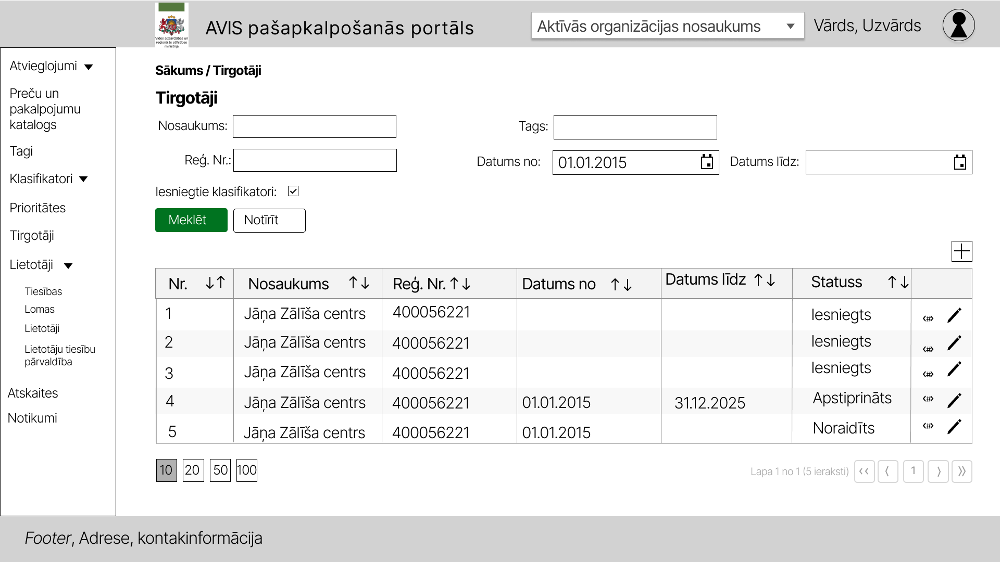 Vides aizsardzības un
reģionālās attīstības
ministrija
AVIS pašapkalpošanās portāls
Aktīvās organizācijas nosaukums
Vārds, Uzvārds
Atvieglojumi
Preču un
pakalpojumu
katalogs
Tagi
Klasifikatori
Prioritātes
Tirgotāji
Lietotāji
Tiesības
Lomas
Lietotāji
Lietotāju tiesību
pārvaldība
Atskaites
Notikumi
Sākums / Tirgotāji
Tirgotāji
Nosaukums:
Tags:
Reģ. Nr.:
Datums no: 01.01.2015
Datums līdz:
Iesniegtie klasifikatori:
Meklēt
Notīrīt
Nr. ↓↑ Nosaukums ↑↓ Reģ. Nr. ↑↓ Datums no ↑↓ Datums līdz ↑↓ Statuss ↑↓
1 Jāņa Zālīša centrs 400056221 Iesniegts <#>
2 Jāņa Zālīša centrs 400056221 Iesniegts <#>
3 Jāņa Zālīša centrs 400056221 Iesniegts <#>
4 Jāņa Zālīša centrs 400056221 01.01.2015 31.12.2025 Apstiprināts <#>
5 Jāņa Zālīša centrs 400056221 01.01.2015 Noraidīts <#>
10 20 50 100
Lapa 1 no 1 (5 ieraksti) 1
Footer, Adrese, kontakinformācija